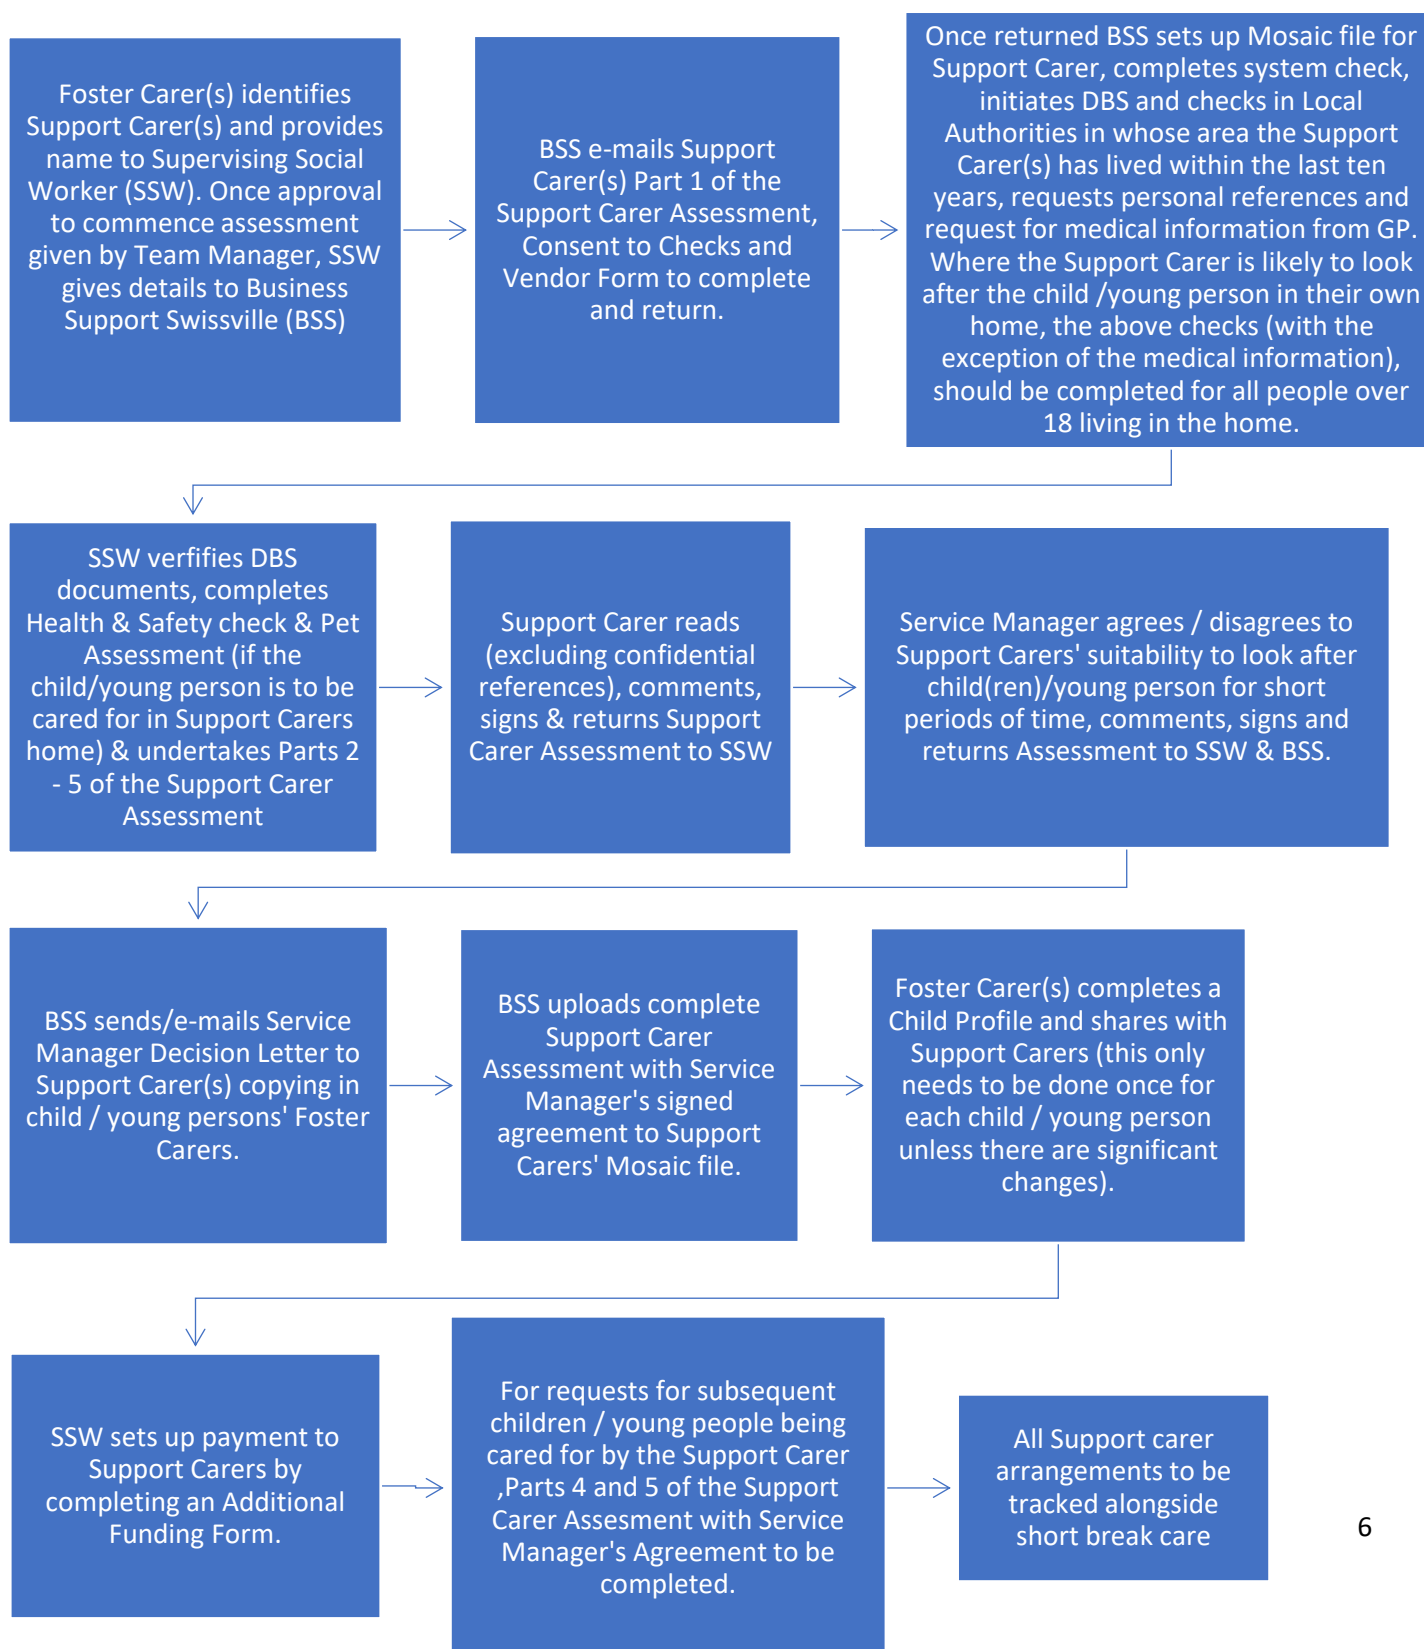 Foster Carer(s) identifies
Support Carer(s) and provides
name to Supervising Social
Worker (SSW). Once approval
to commence assessment
given by Team Manager, SSW
gives details to Business
Support Swissville (BSS)
BSS e-mails Support
Carer(s) Part 1 of the
Support Carer Assessment,
Consent to Checks and
Vendor Form to complete
and return.
Once returned BSS sets up Mosaic file for
Support Carer, completes system check,
initiates DBS and checks in Local
Authorities in whose area the Support
Carer(s) has lived within the last ten
years, requests personal references and
request for medical information from GP.
Where the Support Carer is likely to look
after the child /young person in their own
home, the above checks (with the
exception of the medical information),
should be completed for all people over
18 living in the home.
SSW verfifies DBS
documents, completes
Health & Safety check & Pet
Assessment (if the
child/young person is to be
cared for in Support Carers
home) & undertakes Parts 2
- 5 of the Support Carer
Assessment
Support Carer reads
(excluding confidential
references), comments,
signs & returns Support
Carer Assessment to SSW
Service Manager agrees / disagrees to
Support Carers' suitability to look after
child(ren)/young person for short
periods of time, comments, signs and
returns Assessment to SSW & BSS.
BSS sends/e-mails Service
Manager Decision Letter to
Support Carer(s) copying in
child / young persons' Foster
Carers.
BSS uploads complete
Support Carer
Assessment with Service
Manager's signed
agreement to Support
Carers' Mosaic file.
Foster Carer(s) completes a
Child Profile and shares with
Support Carers (this only
needs to be done once for
each child / young person
unless there are significant
changes).
SSW sets up payment to
Support Carers by
completing an Additional
Funding Form.
For requests for subsequent
children / young people being
cared for by the Support Carer
,Parts 4 and 5 of the Support
Carer Assesment with Service
Manager's Agreement to be
completed.
All Support carer
arrangements to be
tracked alongside
short break care
6